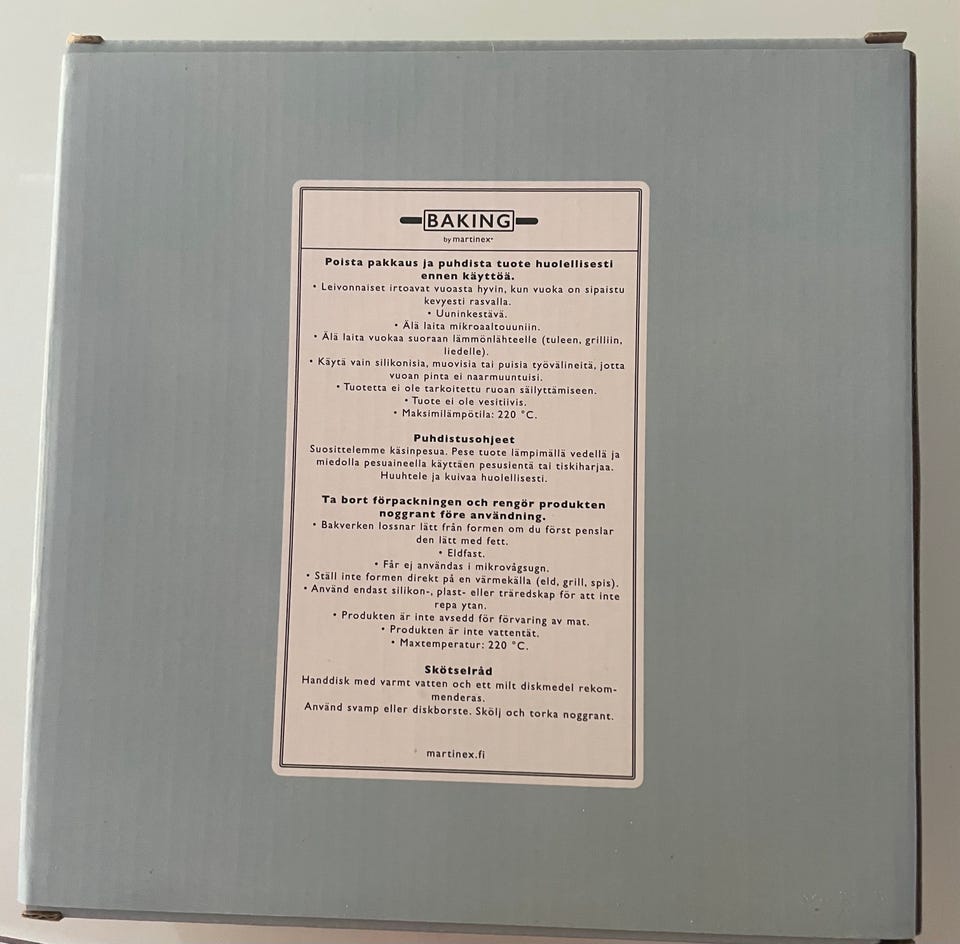 BAKING
by martinex
Poista pakkaus ja puhdista tuote huolellisesti
ennen käyttöä.
• Leivonnaiset irtoavat vuoasta hyvin, kun vuoka on sipaistu
kevyesti rasvalla.
• Uuninkestävä.
• Älä laita mikroaaltouuniin.
• Älä laita vuokaa suoraan lämmönlähteelle (tuleen, grilliin,
liedelle).
• Käytä vain silikonisia, muovisia tai puisia työvälineitä, jotta
vuoan pinta ei naarmuuntuisi.
• Tuotetta ei ole tarkoitettu ruoan säilyttämiseen.
• Tuote ei ole vesitiivis.
• Maksimilämpötila: 220 °C.
Puhdistusohjeet
Suosittelemme käsinpesua. Pese tuote lämpimällä vedellä ja
miedolla pesuaineella käyttäen pesusientä tai tiskiharjaa.
Huuhtele ja kuivaa huolellisesti.
Ta bort förpackningen och rengör produkten
noggrant före användning.
• Bakverken lossnar lätt från formen om du först penslar
den lätt med fett.
• Eldfast.
• Får ej användas i mikrovågsugn.
• Ställ inte formen direkt på en värmekälla (eld, grill, spis).
• Använd endast silikon-, plast- eller träredskap för att inte
repa ytan.
• Produkten är inte avsedd för förvaring av mat.
• Produkten är inte vattentät.
• Maxtemperatur: 220 °C.
Skötselråd
Handdisk med varmt vatten och ett milt diskmedel rekom-
menderas.
Använd svamp eller diskborste. Skölj och torka noggrant.
martinex.fi